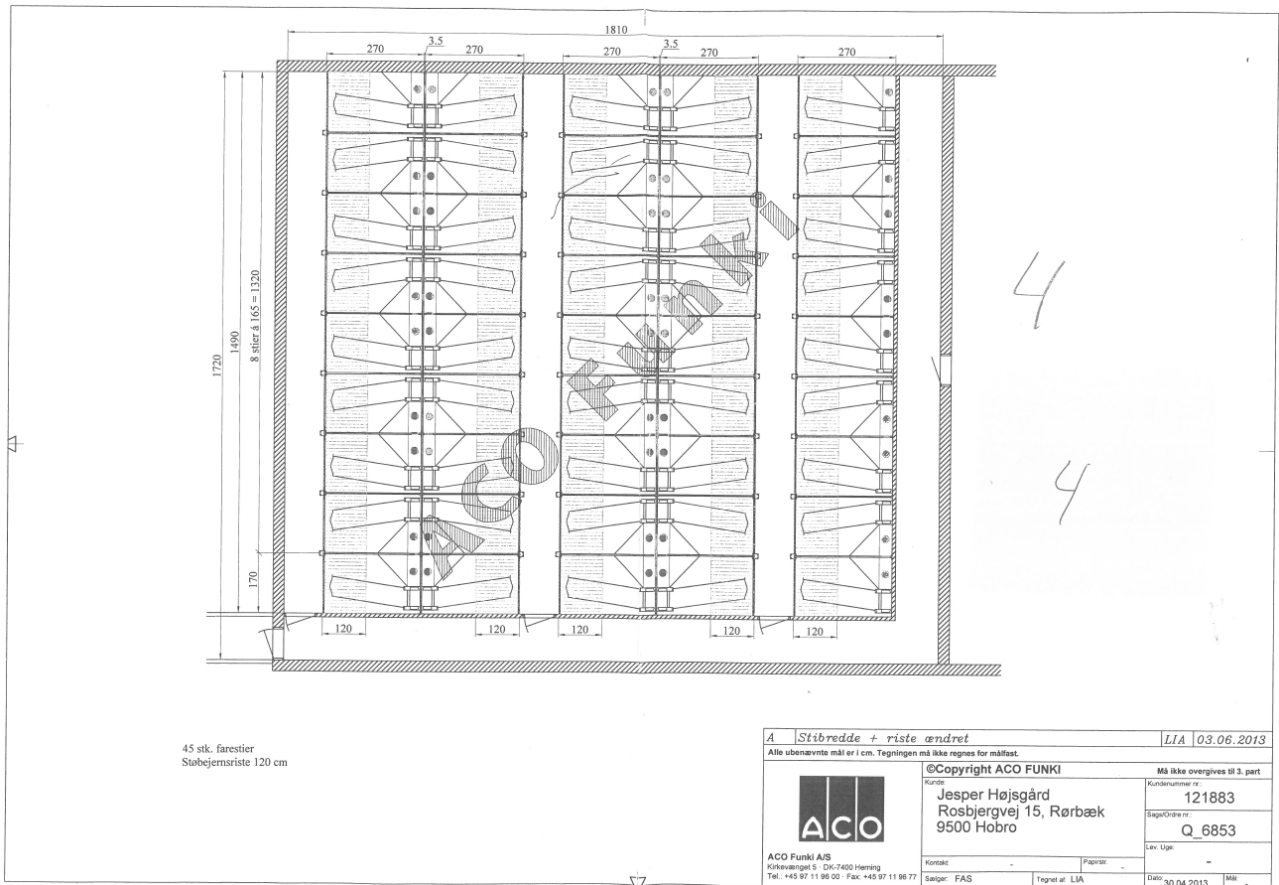 1810
270
3.5
270
270
3.5
270
270
1720
1490
8 stier á 165 = 1320
170
120
120
120
120
120
ACO Funki
4
4
45 stk. farestier
Støbejernsriste 120 cm
A Stibredde + riste ændret LIA 03.06.2013
Alle ubenævnte mål er i cm. Tegningen må ikke regnes for målfast.
©Copyright ACO FUNKI Må ikke overgives til 3. part
ACO
ACO Funki A/S
Kirkevænget 5 · DK-7400 Herning
Tel.: +45 97 11 96 00 · Fax: +45 97 11 96 77
Kunde:
Jesper Højsgård
Rosbjergvej 15, Rørbæk
9500 Hobro
Kundenummer nr.:
121883
Sags/Ordre nr.:
Q_6853
Lev. Uge:
-
Kontakt: - Papirstr. -
Sælger: FAS Tegnet af: LIA Dato: 30.04.2013 Mål: -